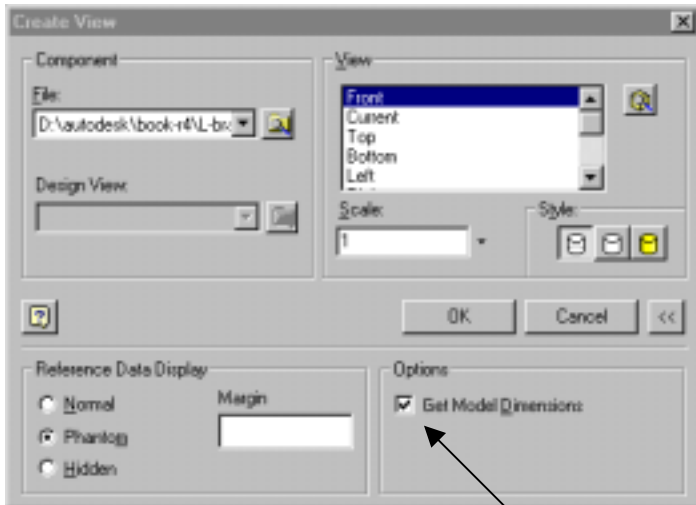 Create View
Component
File:
D:\autodesk\book-r4\L-bra
Design View:
View
Front
Current
Top
Bottom
Left
Scale:
1
Style:
OK
Cancel
<<
Reference Data Display
Normal
Phantom
Hidden
Margin
Options
Get Model Dimensions